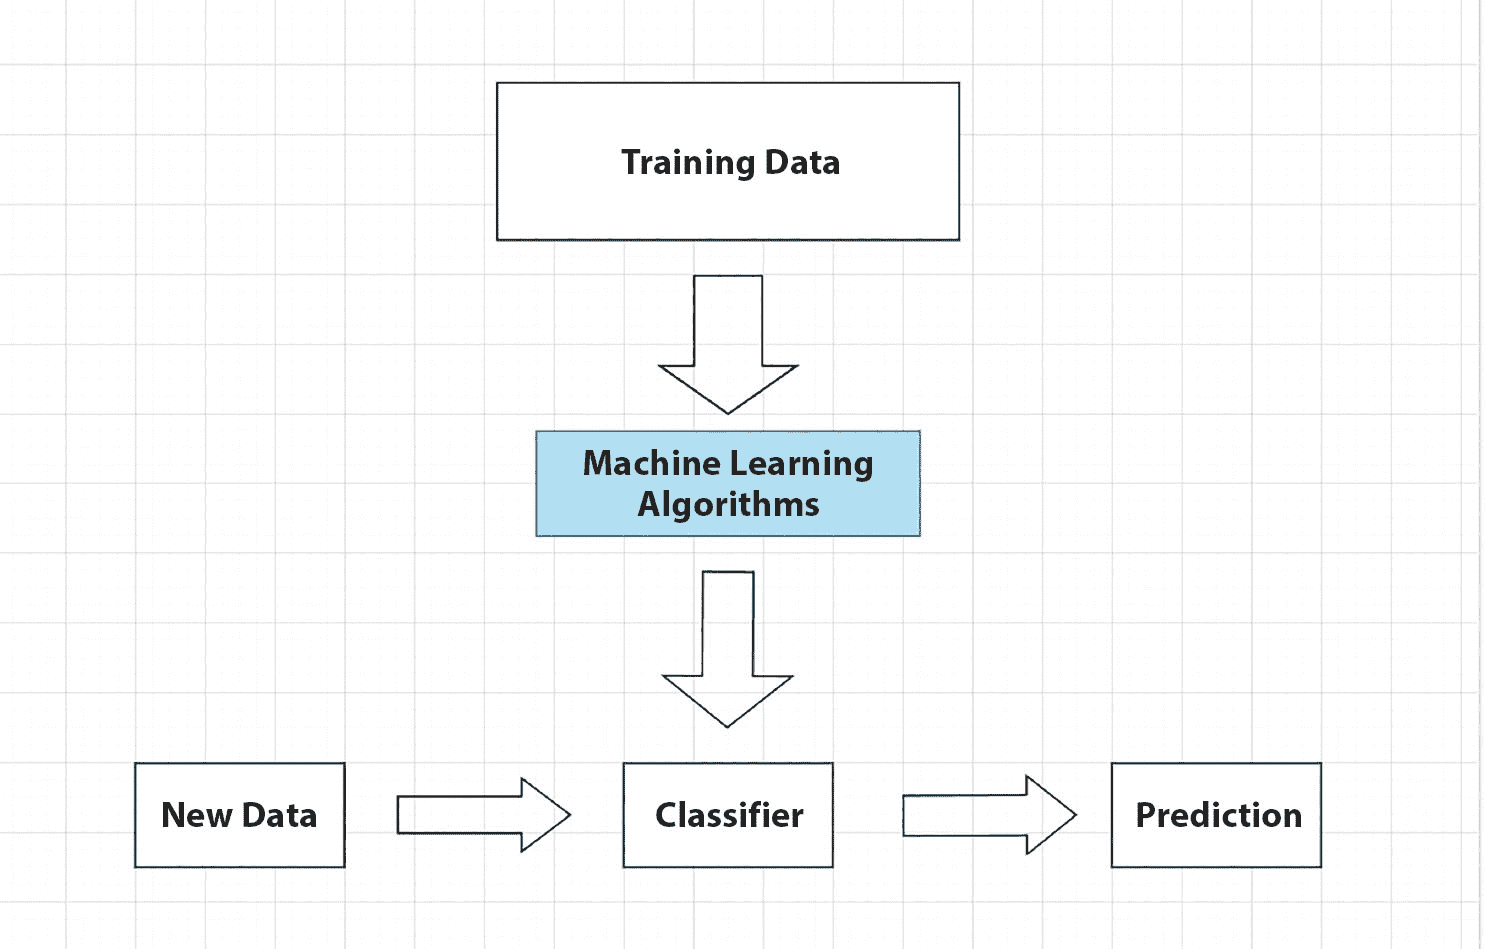 Training Data
Machine Learning
Algorithms
New Data
Classifier
Prediction